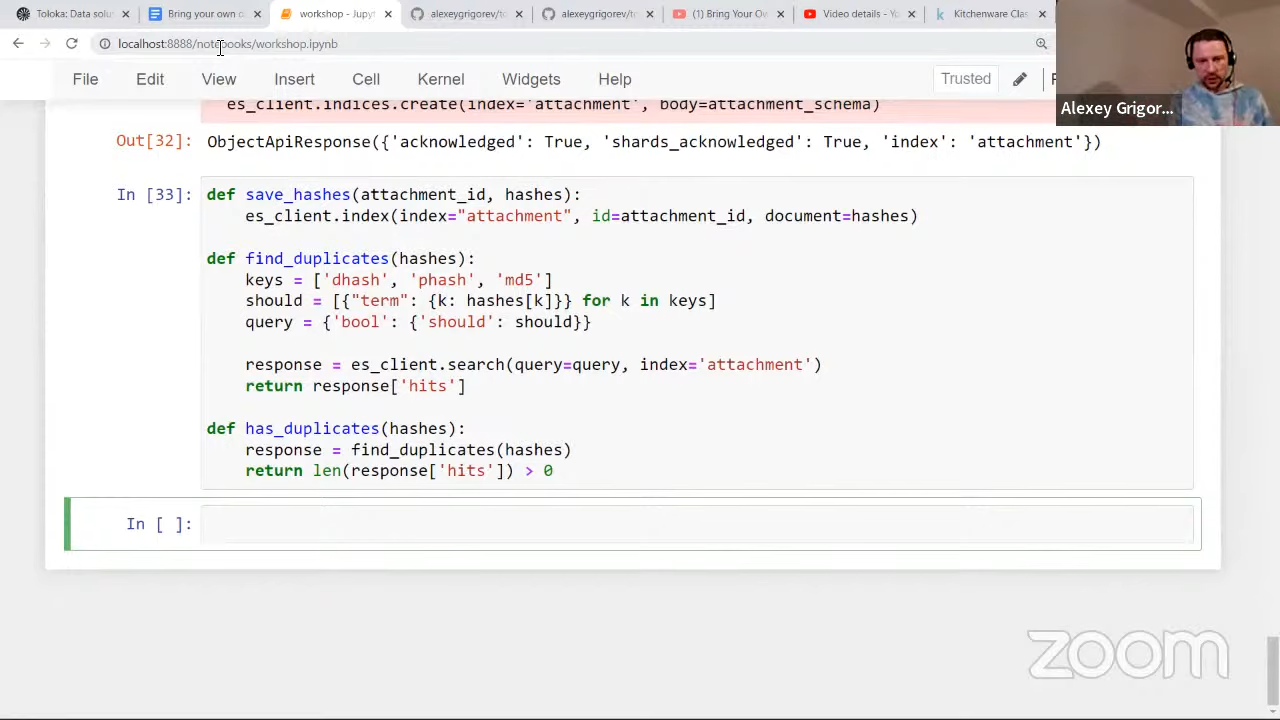 Toloka: Data solu
Bring your own d
workshop - Jupyt
alexeygrigorev/to
alexeygrigorev/to
(1) Bring Your Ow
Video details - Yo
Kitchenware Clas
localhost:8888/notebooks/workshop.ipynb
File Edit View Insert Cell Kernel Widgets Help Trusted
Alexey Grigor...
es_client.indices.create(index='attachment', body=attachment_schema)
Out[32]: ObjectApiResponse({'acknowledged': True, 'shards_acknowledged': True, 'index': 'attachment'})
In [33]: def save_hashes(attachment_id, hashes):
es_client.index(index="attachment", id=attachment_id, document=hashes)
def find_duplicates(hashes):
keys = ['dhash', 'phash', 'md5']
should = [{"term": {k: hashes[k]}} for k in keys]
query = {'bool': {'should': should}}
response = es_client.search(query=query, index='attachment')
return response['hits']
def has_duplicates(hashes):
response = find_duplicates(hashes)
return len(response['hits']) > 0
In [ ]:
zoom